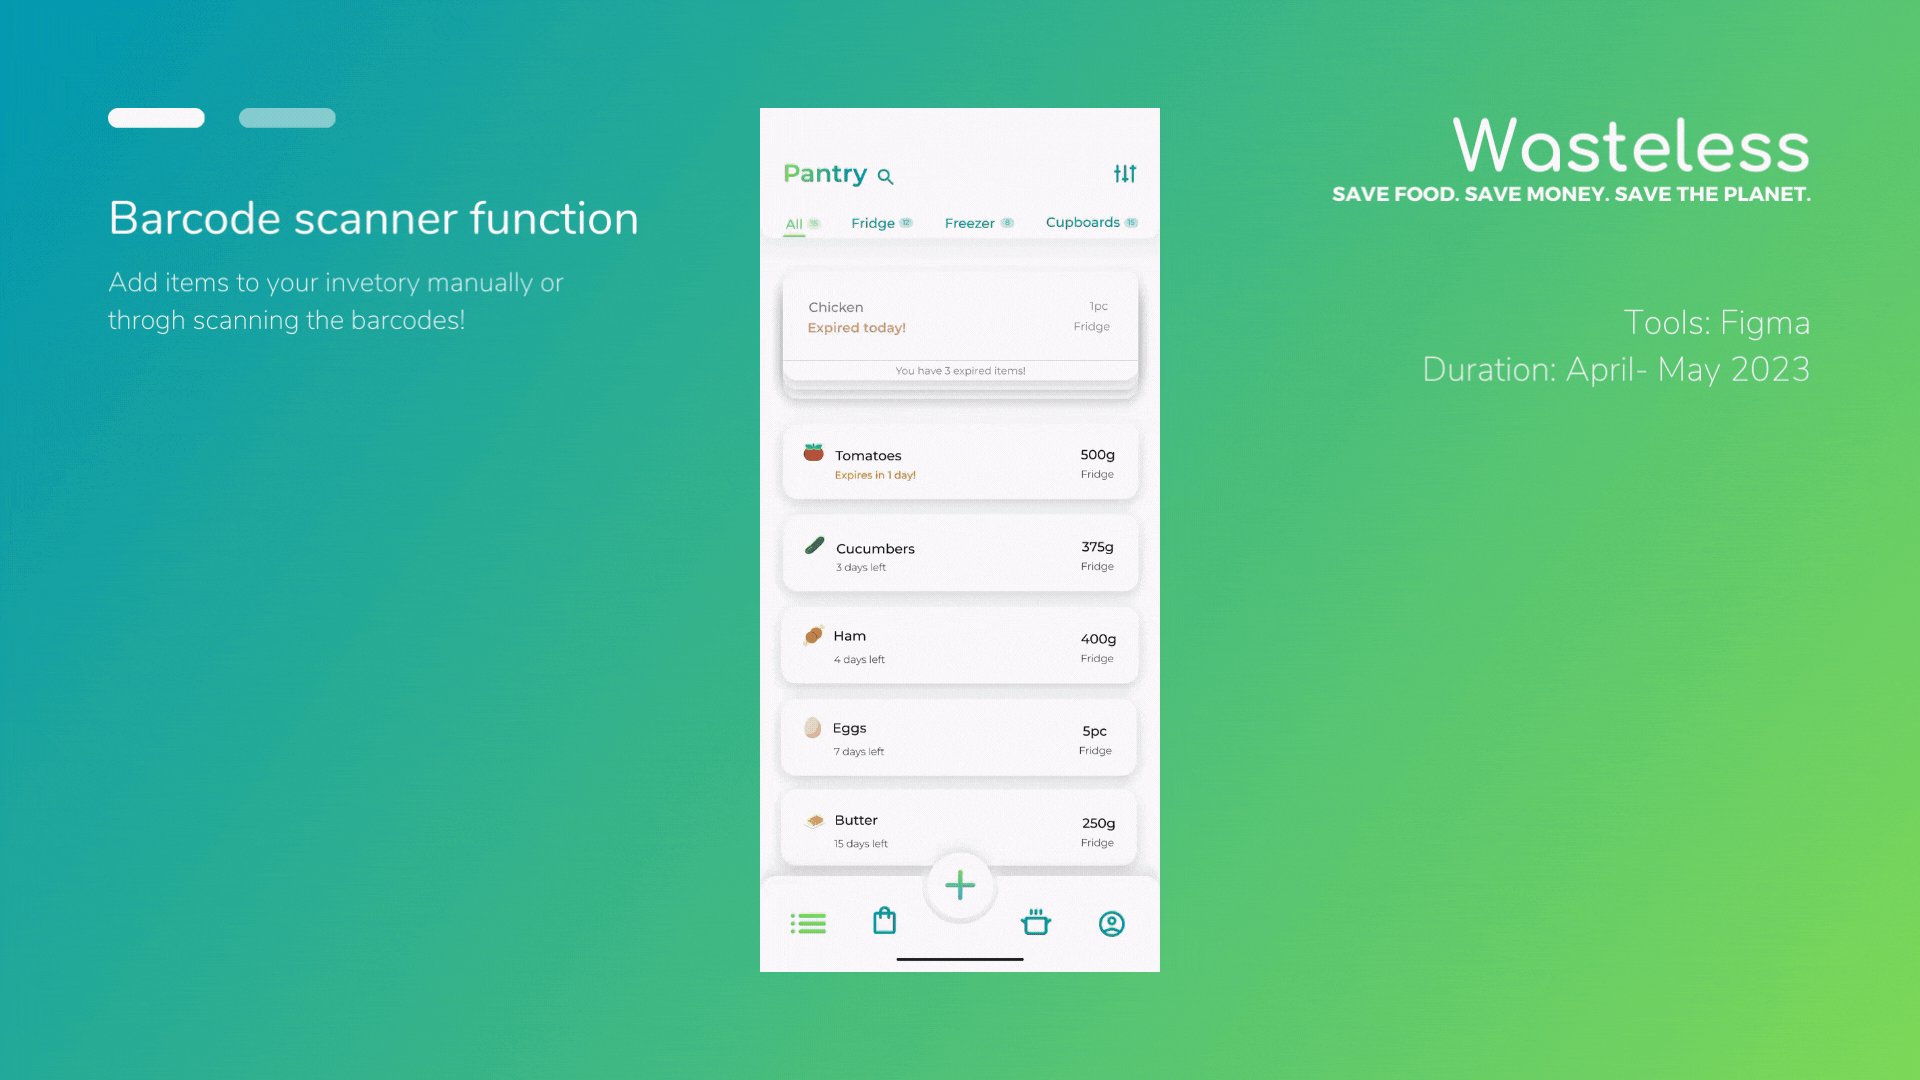 Barcode scanner function
Add items to your invetory manually or
throgh scanning the barcodes!
Pantry
All
Fridge 12
Freezer 8
Cupboards 15
Chicken 1pc
Expired today! Fridge
You have 3 expired items!
Tomatoes 500g
Expires in 1 day! Fridge
Cucumbers 375g
3 days left Fridge
Ham 400g
4 days left Fridge
Eggs 5pc
7 days left Fridge
Butter 250g
15 days left Fridge
Wasteless
SAVE FOOD. SAVE MONEY. SAVE THE PLANET.
Tools: Figma
Duration: April- May 2023